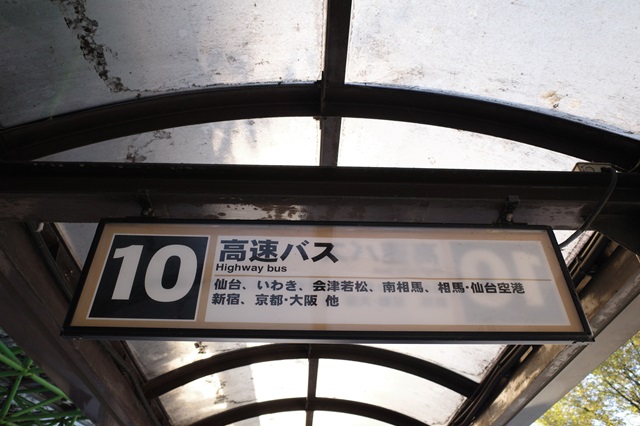 10
高速バス
Highway bus
仙台、いわき、会津若松、南相馬、相馬・仙台空港
新宿、京都・大阪 他